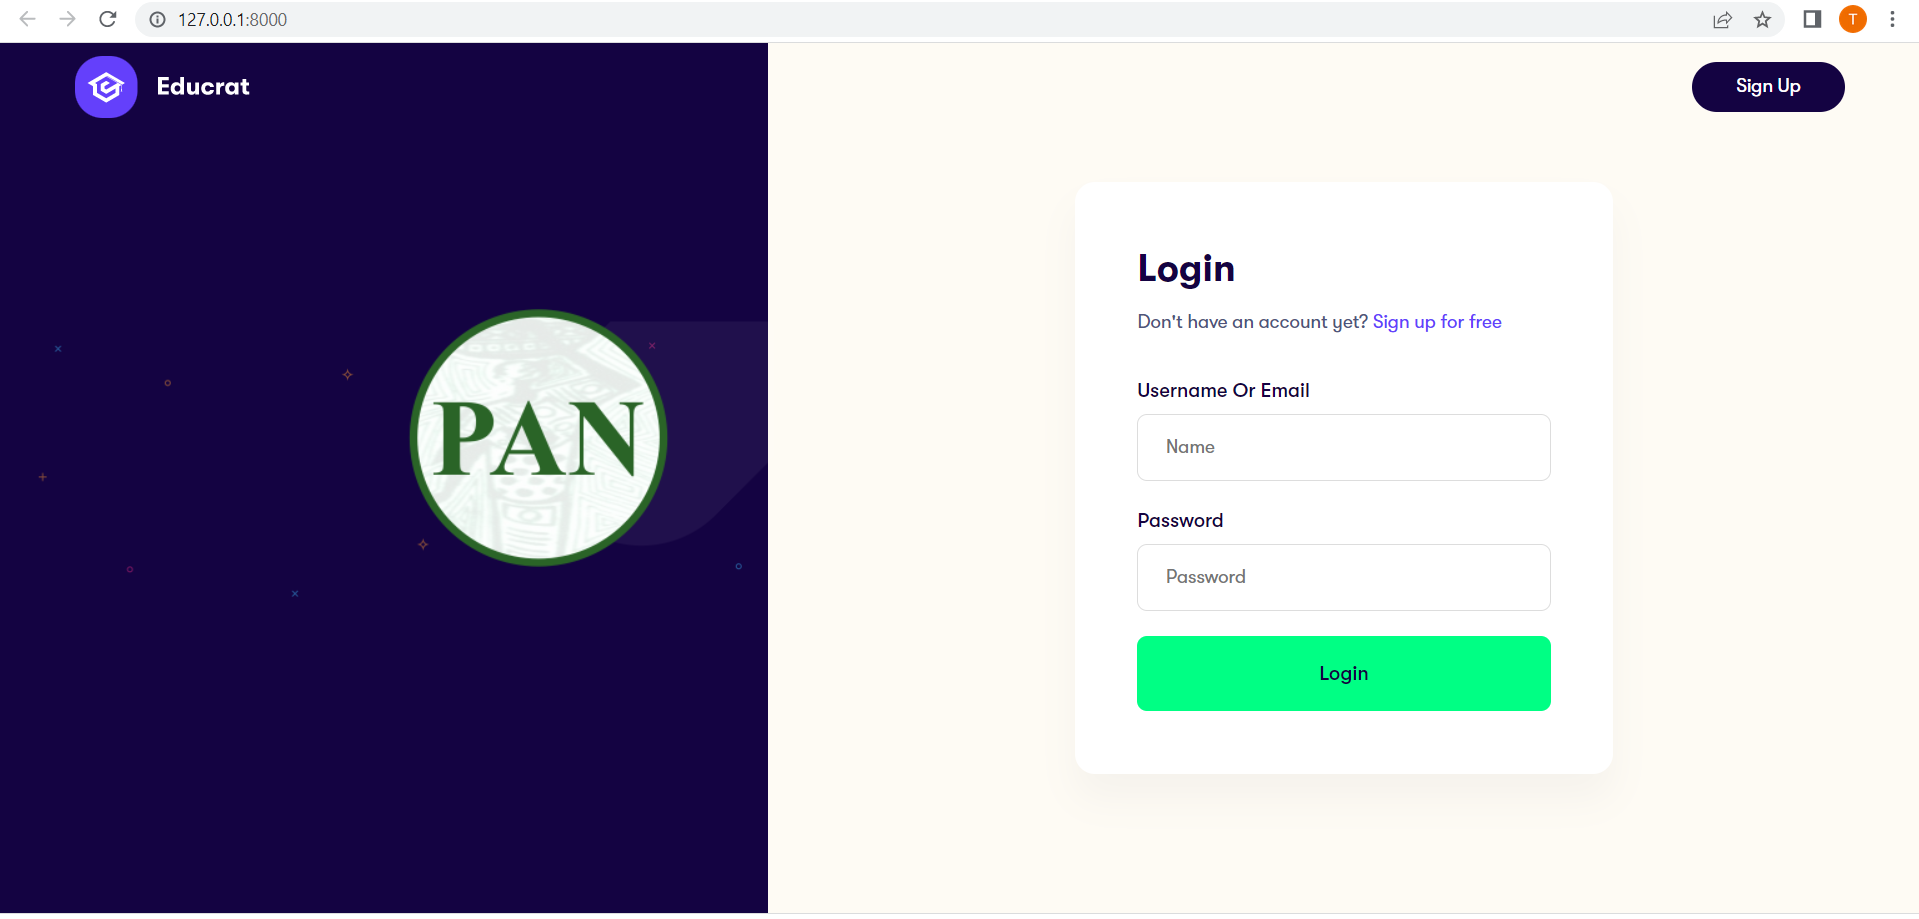 127.0.0.1:8000
T
Educrat
Sign Up
PAN
Login
Don't have an account yet? Sign up for free
Username Or Email
Name
Password
Password
Login